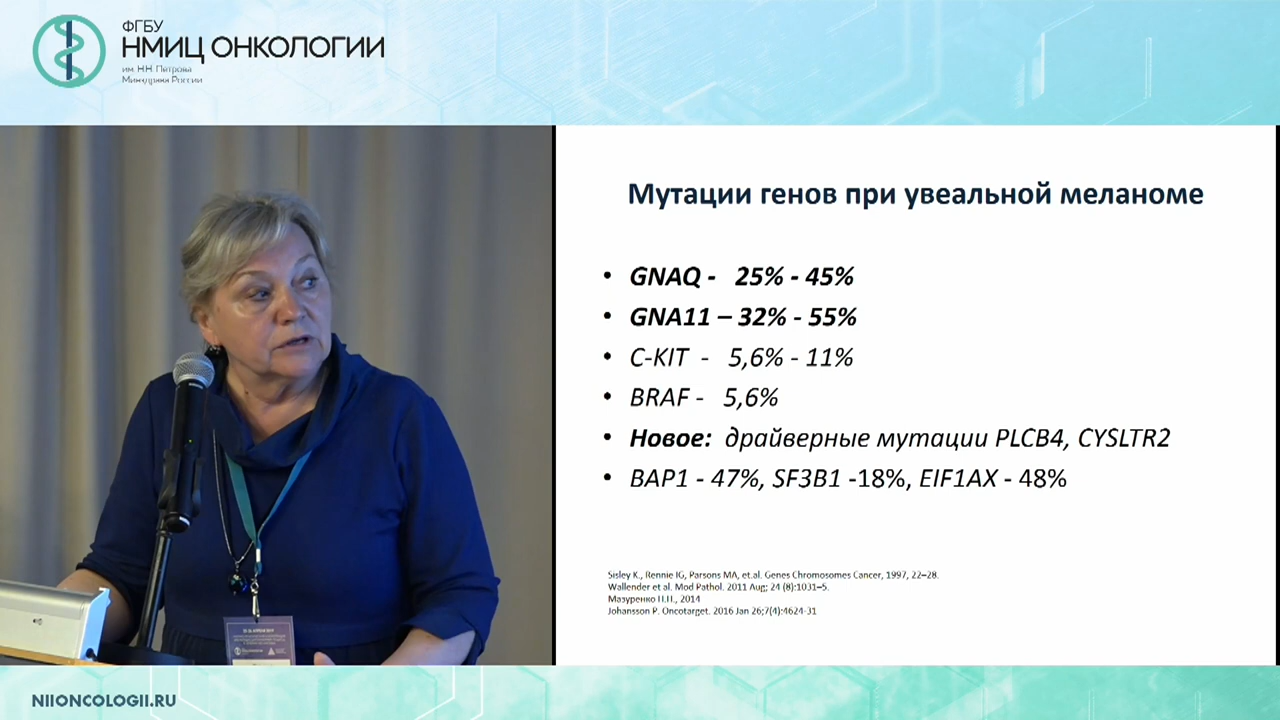 ФГБУ
НМИЦ ОНКОЛОГИИ
им. Н.Н. Петрова
Минздрава России
Мутации генов при увеальной меланоме
• GNAQ - 25% - 45%
• GNA11 – 32% - 55%
• C-KIT - 5,6% - 11%
• BRAF - 5,6%
• Новое: драйверные мутации PLCB4, CYSLTR2
• BAP1 - 47%, SF3B1 -18%, EIF1AX - 48%
Sisley K., Rennie IG, Parsons MA, et.al. Genes Chromosomes Cancer, 1997, 22–28.
Wallender et al. Mod Pathol. 2011 Aug; 24 (8):1031–5.
Мазуренко Н.Н., 2014
Johansson P. Oncotarget. 2016 Jan 26;7(4):4624-31
NIIONCOLOGII.RU